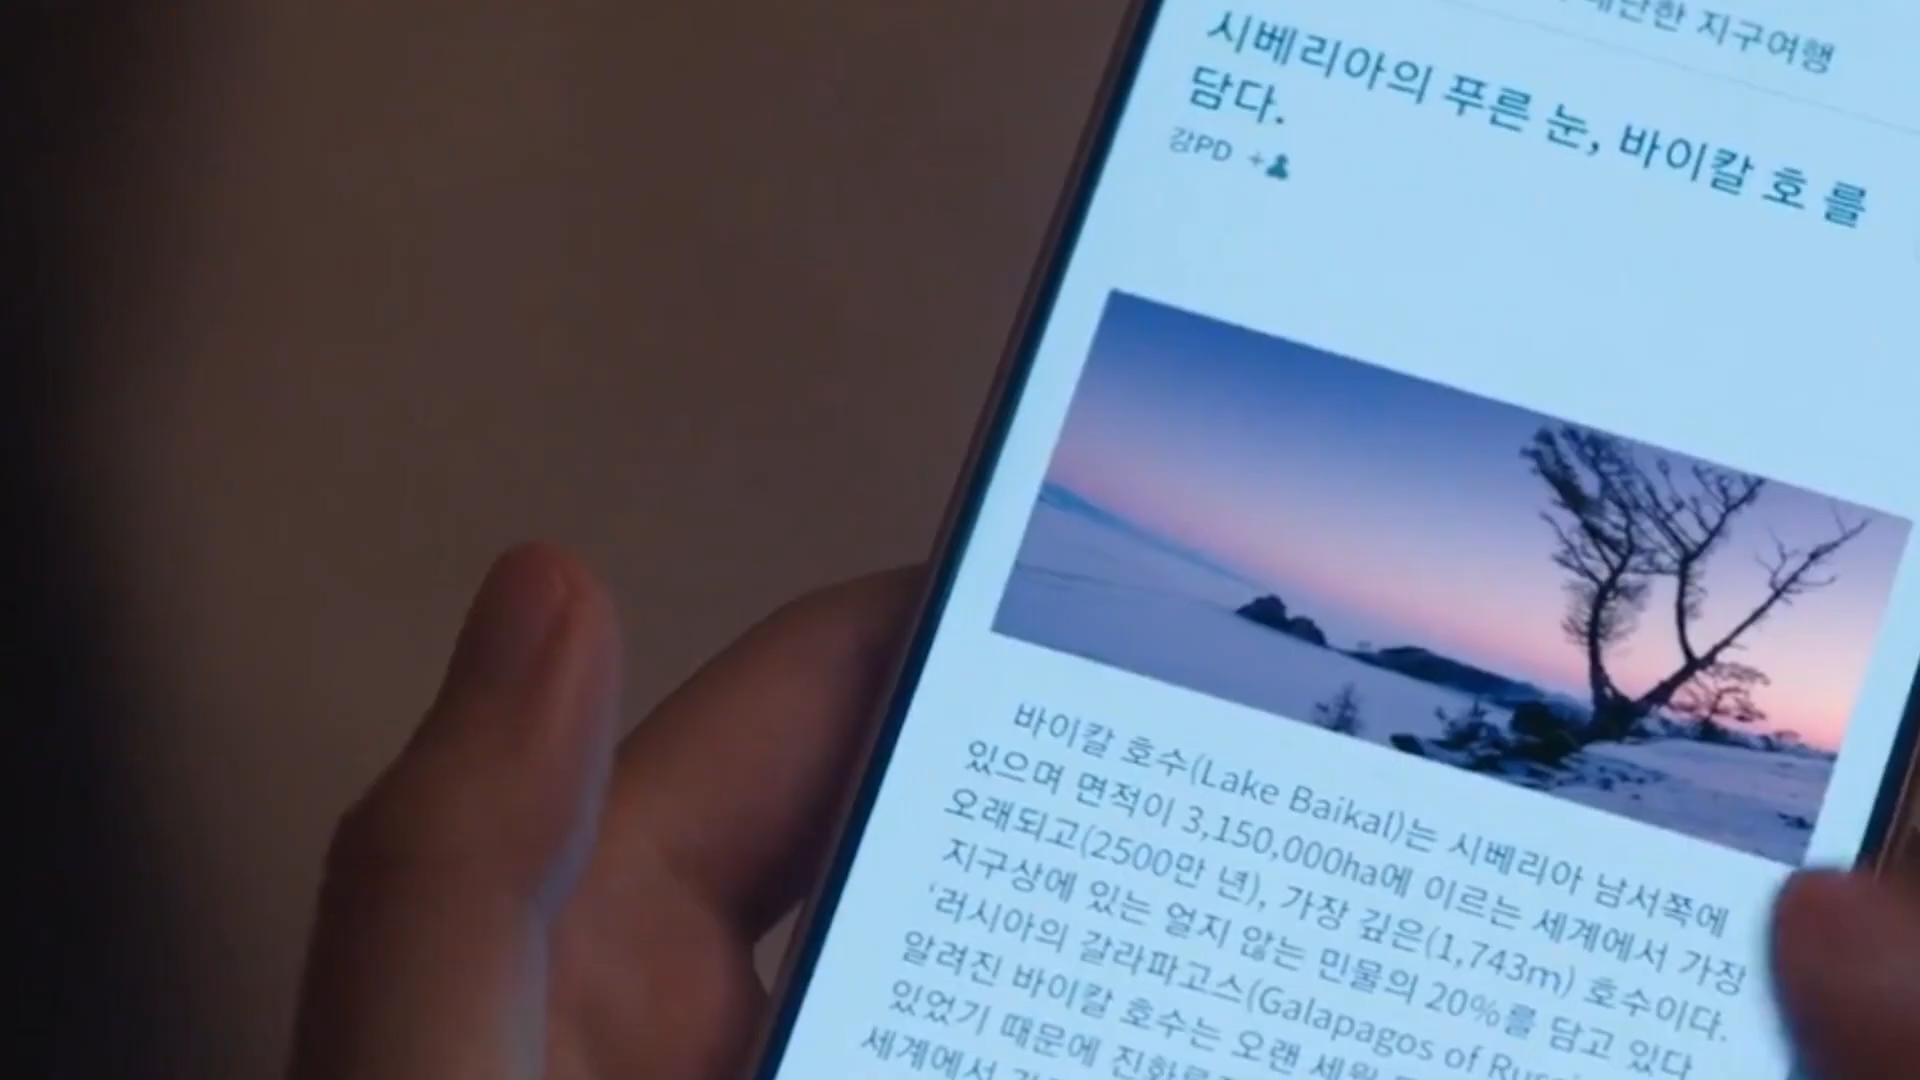 대단한 지구여행
시베리아의 푸른 눈, 바이칼 호 를
담다.
강PD
바이칼 호수(Lake Baikal)는 시베리아 남서쪽에
있으며 면적이 3,150,000ha에 이르는 세계에서 가장
오래되고(2500만 년), 가장 깊은(1,743m) 호수이다.
지구상에 있는 얼지 않는 민물의 20%를 담고 있다
‘러시아의 갈라파고스(Galapagos of
알려진 바이칼 호수는 오랜 세월
있었기 때문에
세계에서